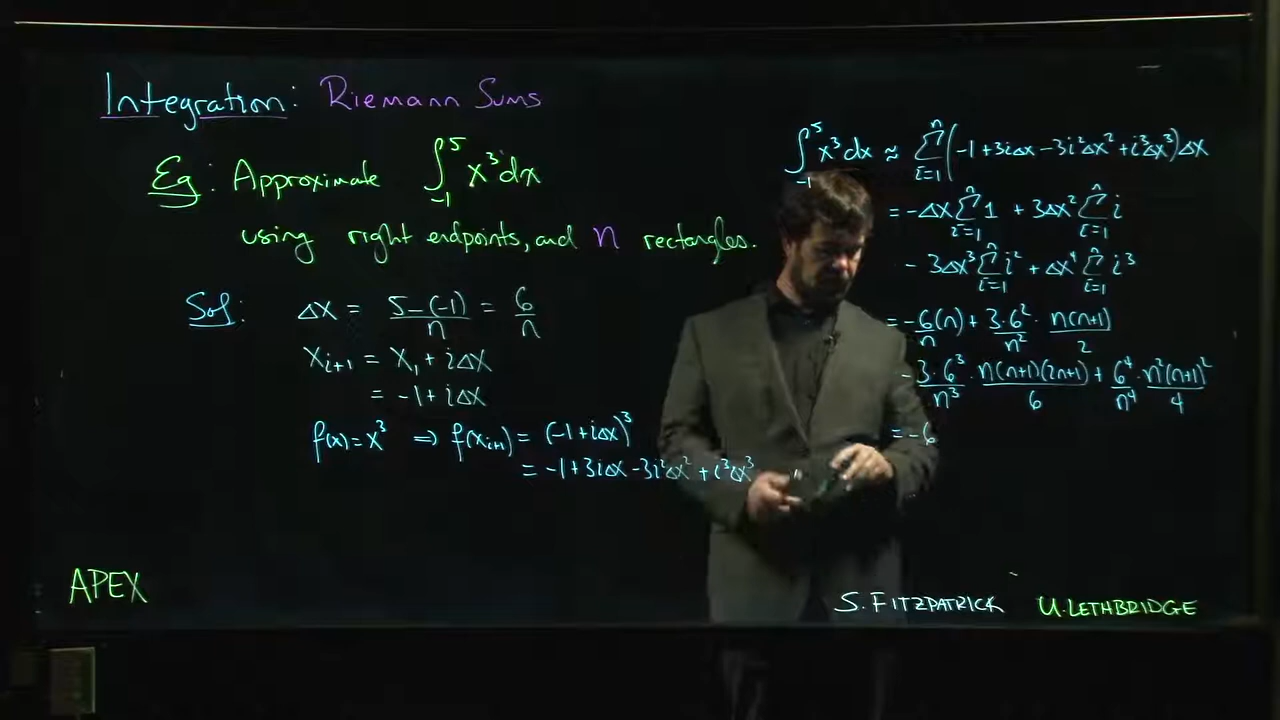 Integration: Riemann Sums
Eg: Approximate ∫_{-1}^{5} x³dx
using right endpoints, and n rectangles.
Sol: Δx = (5-(-1))/n = 6/n
x_{i+1} = x_1 + iΔx
= -1 + iΔx
f(x) = x³ ⇒ f(x_{i+1}) = (-1+iΔx)³
= -1+3iΔx -3i²Δx² + i³Δx³
∫_{-1}^{5} x³dx ≈ Σ_{i=1}^{n} (-1+3iΔx-3i²Δx²+i³Δx³)Δx
= -Δx Σ_{i=1}^{n} 1 + 3Δx² Σ_{i=1}^{n} i
- 3Δx³ Σ_{i=1}^{n} i² + Δx⁴ Σ_{i=1}^{n} i³
= -6/n (n) + 3·6²/n² · n(n+1)/2
- 3·6³/n³ · n(n+1)(2n+1)/6 + 6⁴/n⁴ · n²(n+1)²/4
= -6
APEX
S. FITZPATRICK U. LETHBRIDGE